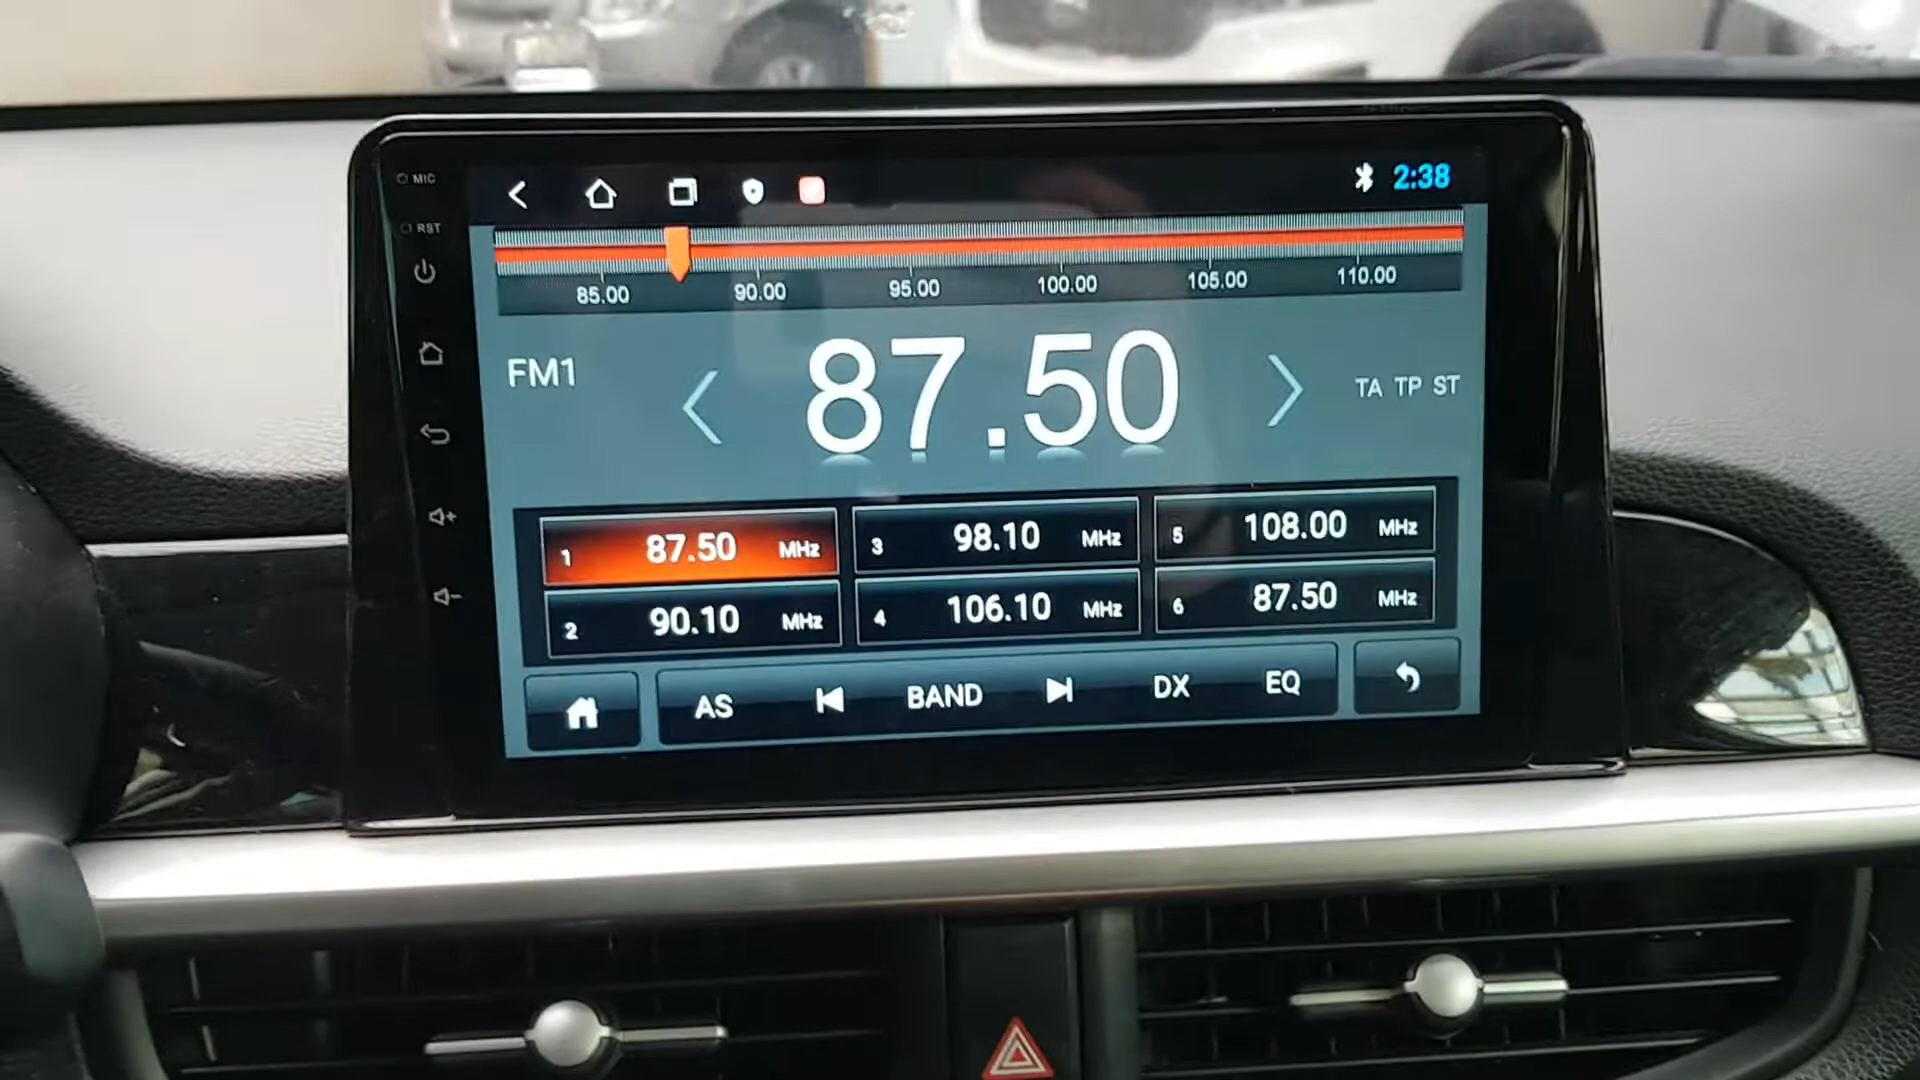 MIC
2:38
RST
85.00 90.00 95.00 100.00 105.00 110.00
FM1
87.50
TA TP ST
1 87.50 MHz
3 98.10 MHz
5 108.00 MHz
2 90.10 MHz
4 106.10 MHz
6 87.50 MHz
AS BAND DX EQ